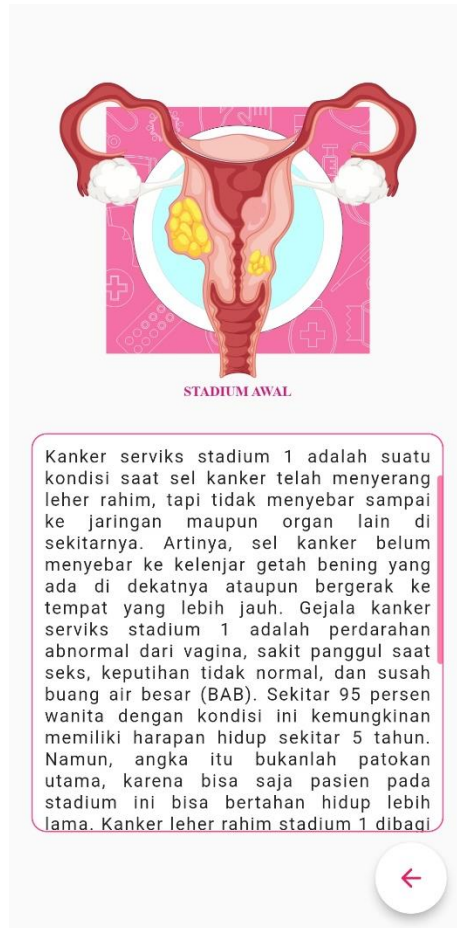 STADIUM AWAL
Kanker serviks stadium 1 adalah suatu
kondisi saat sel kanker telah menyerang
leher rahim, tapi tidak menyebar sampai
ke jaringan maupun organ lain di
sekitarnya. Artinya, sel kanker belum
menyebar ke kelenjar getah bening yang
ada di dekatnya ataupun bergerak ke
tempat yang lebih jauh. Gejala kanker
serviks stadium 1 adalah perdarahan
abnormal dari vagina, sakit panggul saat
seks, keputihan tidak normal, dan susah
buang air besar (BAB). Sekitar 95 persen
wanita dengan kondisi ini kemungkinan
memiliki harapan hidup sekitar 5 tahun.
Namun, angka itu bukanlah patokan
utama, karena bisa saja pasien pada
stadium ini bisa bertahan hidup lebih
lama. Kanker leher rahim stadium 1 dibagi